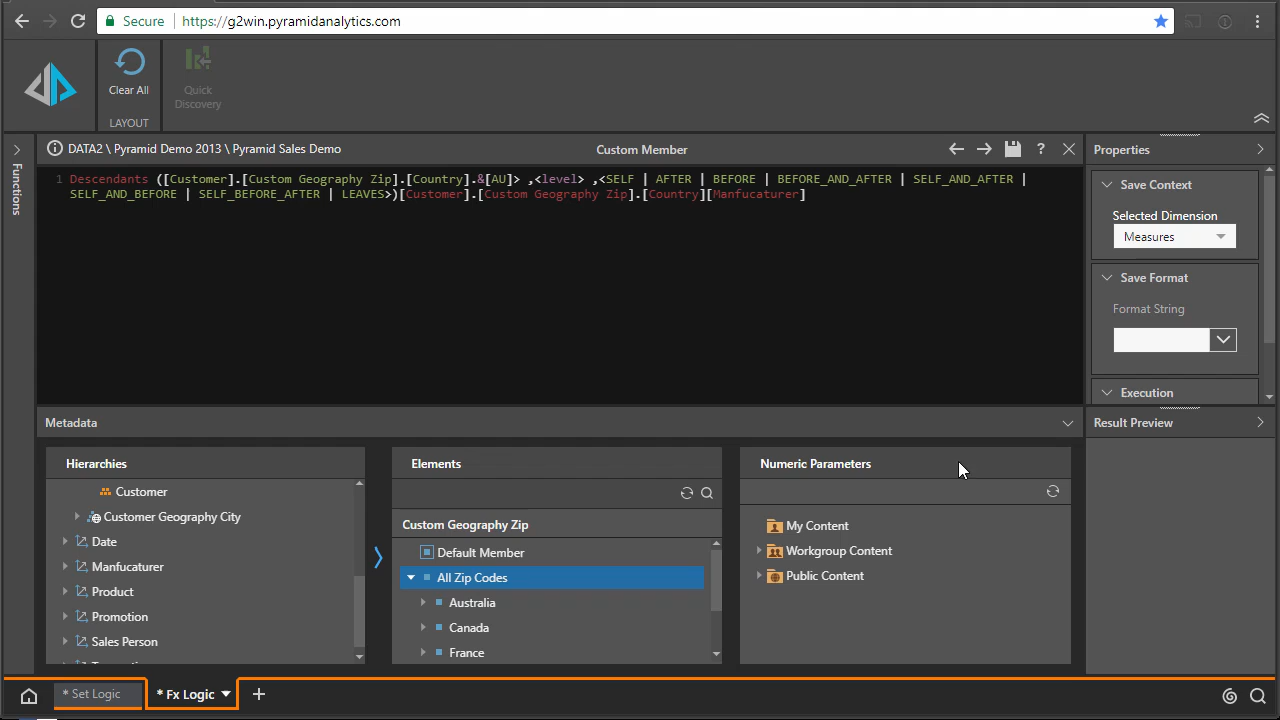 Secure https://g2win.pyramidanalytics.com
Clear All
LAYOUT
Quick
Discovery
DATA2 \ Pyramid Demo 2013 \ Pyramid Sales Demo
Custom Member
?
Functions
1 Descendants ([Customer].[Custom Geography Zip].[Country].&[AU]> ,<level> ,<SELF | AFTER | BEFORE | BEFORE_AND_AFTER | SELF_AND_AFTER |
SELF_AND_BEFORE | SELF_BEFORE_AFTER | LEAVES>)[Customer].[Custom Geography Zip].[Country][Manfucaturer]
Properties
Save Context
Selected Dimension
Measures
Save Format
Format String
Execution
Metadata
Hierarchies
Customer
Customer Geography City
Date
Manfucaturer
Product
Promotion
Sales Person
Elements
Custom Geography Zip
Default Member
All Zip Codes
Australia
Canada
France
Numeric Parameters
My Content
Workgroup Content
Public Content
Result Preview
* Set Logic
* Fx Logic